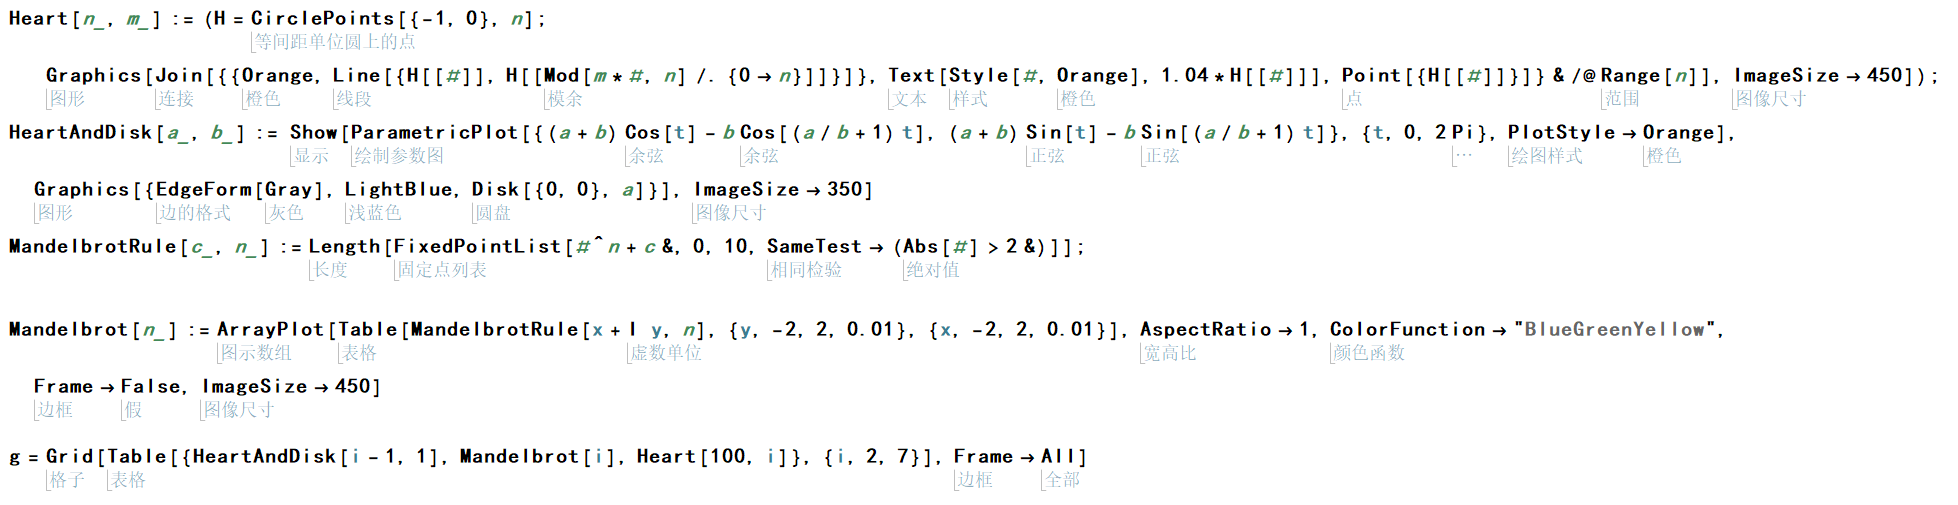 Heart[n_, m_] := (H = CirclePoints[{-1, 0}, n];
等间距单位圆上的点
Graphics[Join[{{Orange, Line[{H[[#]], H[[Mod[m * #, n] /. {0 → n}]]}]}, Text[Style[#, Orange], 1.04 * H[[#]]], Point[{H[[#]]}]} & /@ Range[n]], ImageSize → 450]);
图形 连接 橙色 线段 模余 文本 样式 橙色 点 范围 图像尺寸
HeartAndDisk[a_, b_] := Show[ParametricPlot[{(a + b) Cos[t] - b Cos[(a / b + 1) t], (a + b) Sin[t] - b Sin[(a / b + 1) t]}, {t, 0, 2 Pi}, PlotStyle → Orange],
显示 绘制参数图 余弦 余弦 正弦 正弦 … 绘图样式 橙色
Graphics[{EdgeForm[Gray], LightBlue, Disk[{0, 0}, a]}], ImageSize → 350]
图形 边的格式 灰色 浅蓝色 圆盘 图像尺寸
MandelbrotRule[c_, n_] := Length[FixedPointList[#^n + c &, 0, 10, SameTest → (Abs[#] > 2 &)]];
长度 固定点列表 相同检验 绝对值
Mandelbrot[n_] := ArrayPlot[Table[MandelbrotRule[x + I y, n], {y, -2, 2, 0.01}, {x, -2, 2, 0.01}], AspectRatio → 1, ColorFunction → "BlueGreenYellow",
图示数组 表格 虚数单位 宽高比 颜色函数
Frame → False, ImageSize → 450]
边框 假 图像尺寸
g = Grid[Table[{HeartAndDisk[i - 1, 1], Mandelbrot[i], Heart[100, i]}, {i, 2, 7}], Frame → All]
格子 表格 边框 全部